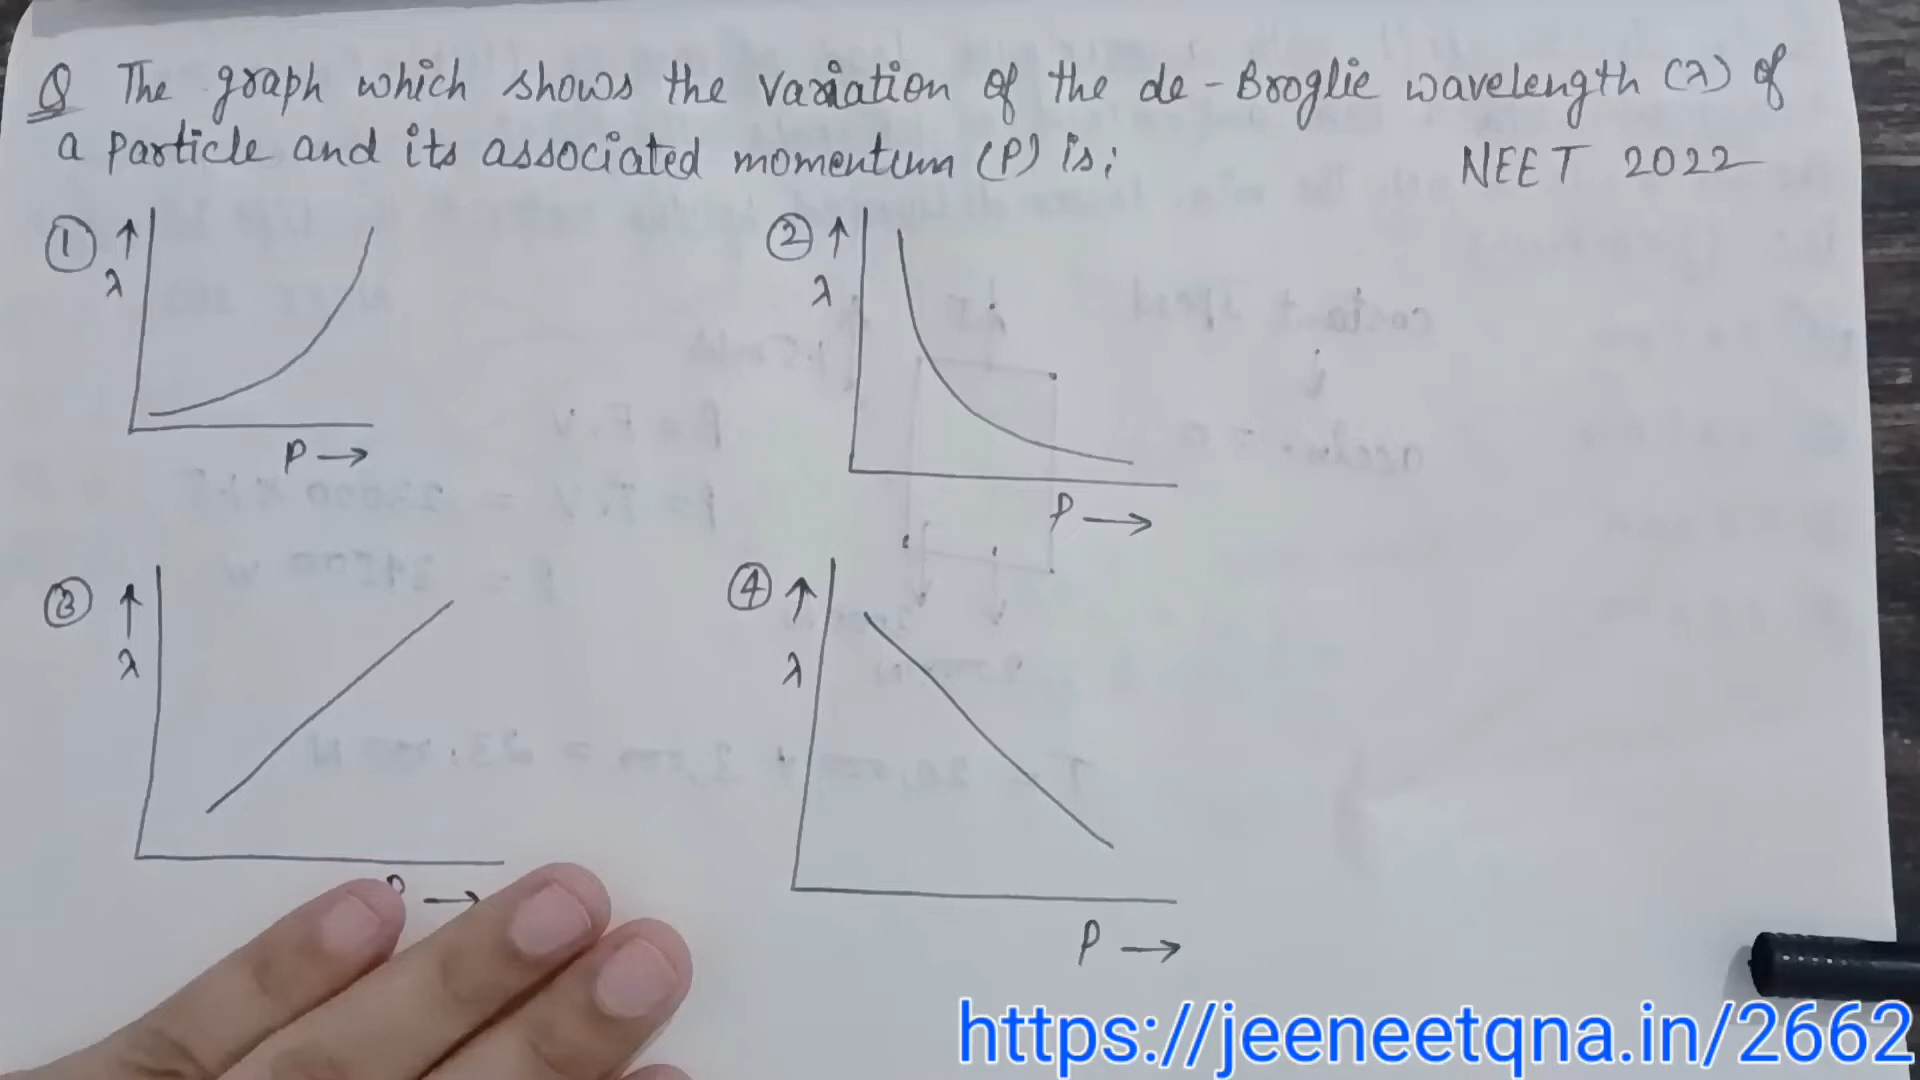 Q The graph which shows the variation of the de-Broglie wavelength (λ) of
a particle and its associated momentum (P) is:
NEET 2022
① ↑
λ
P →
② ↑
λ
P →
③ ↑
λ
→
④ ↑
λ
P →
https://jeeneetqna.in/2662